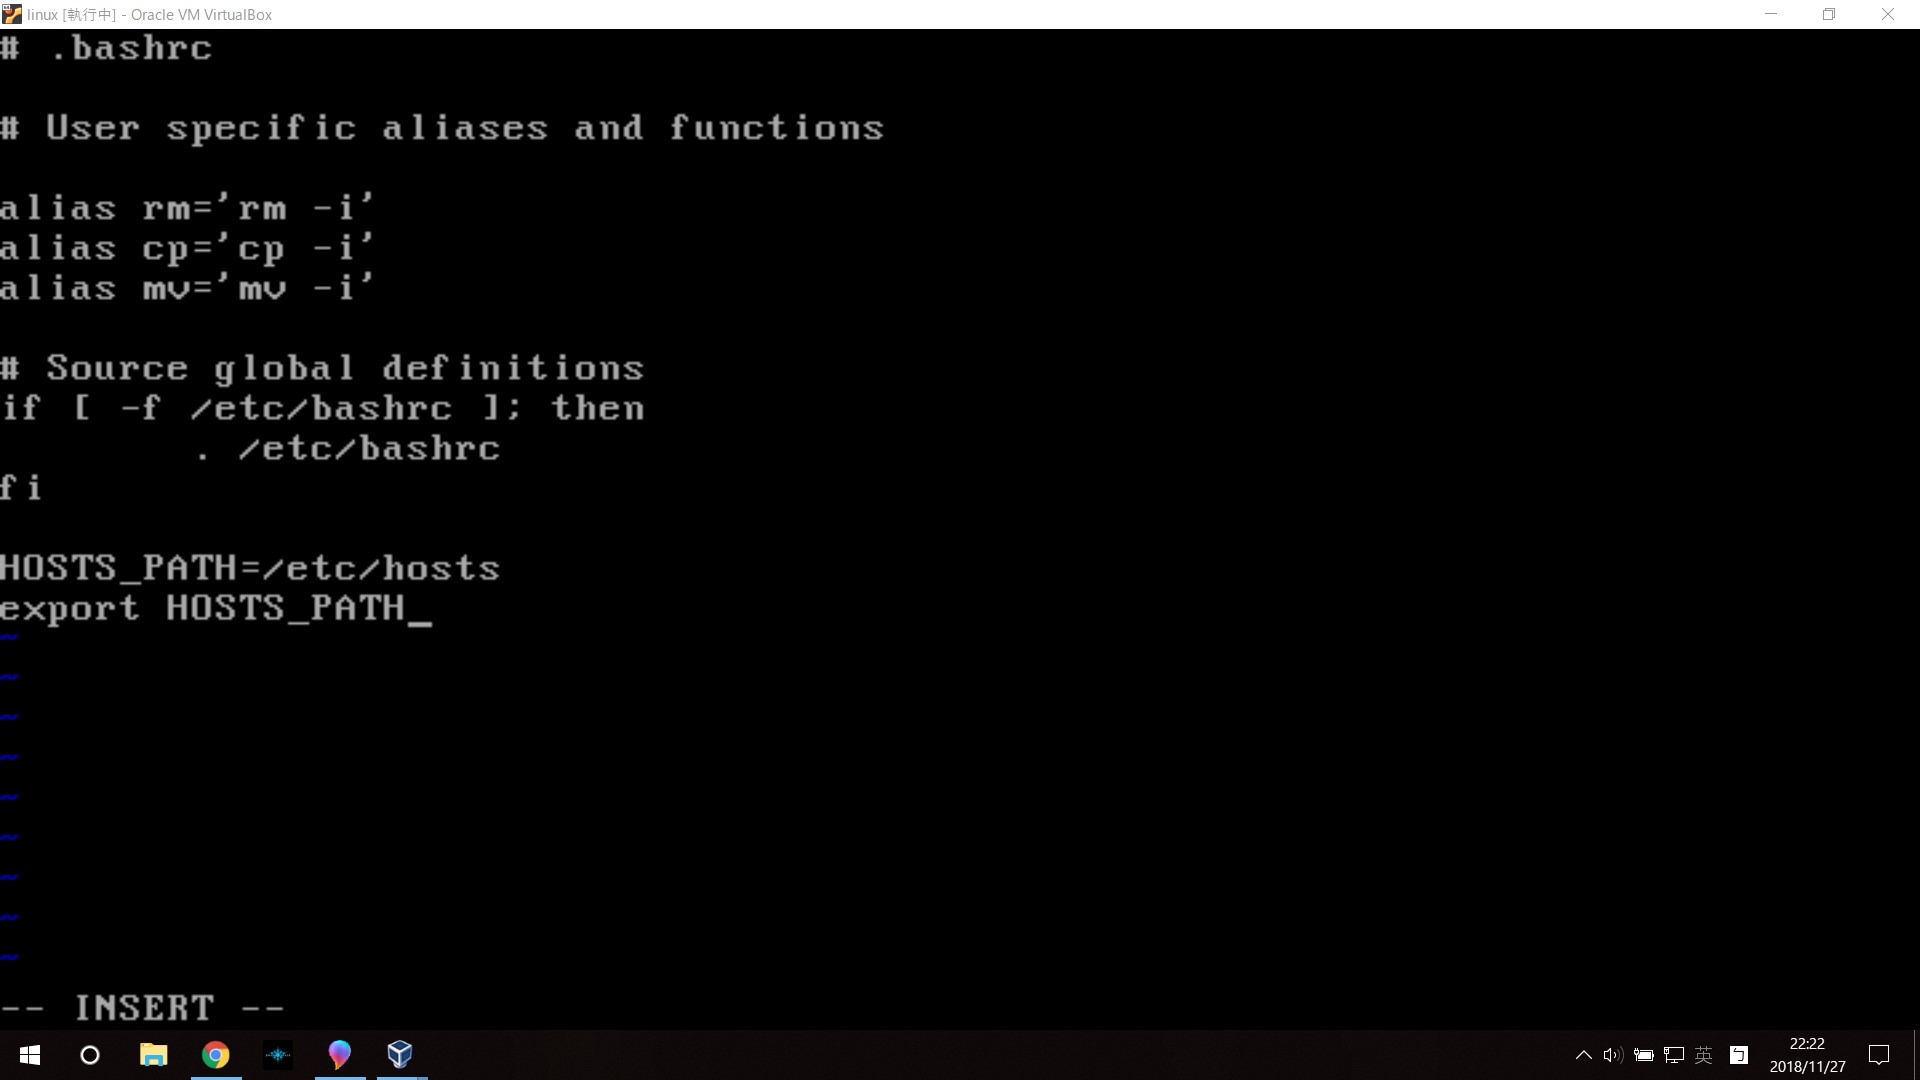 linux [執行中] - Oracle VM VirtualBox
# .bashrc
# User specific aliases and functions
alias rm='rm -i'
alias cp='cp -i'
alias mv='mv -i'
# Source global definitions
if [ -f /etc/bashrc ]; then
        . /etc/bashrc
fi
HOSTS_PATH=/etc/hosts
export HOSTS_PATH_
~
~
~
~
~
~
~
~
~
-- INSERT --
英
ㄅ
22:22
2018/11/27